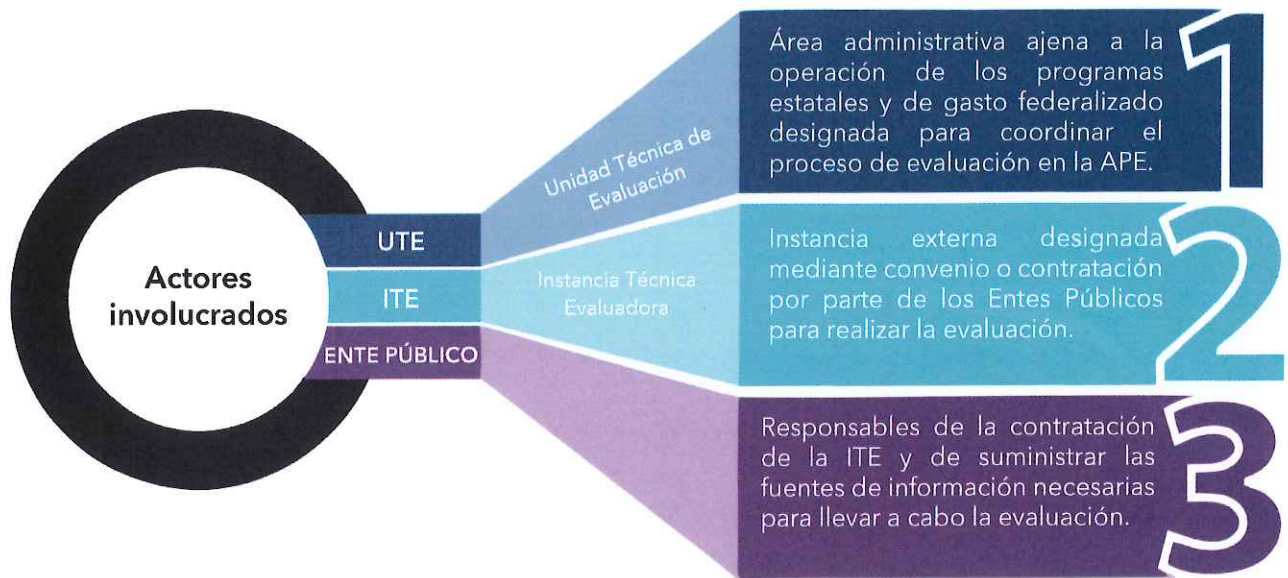 Actores
involucrados
UTE
ITE
ENTE PÚBLICO
Unidad Técnica de
Evaluación
Instancia Técnica
Evaluadora
Área administrativa ajena a la
operación de los programas
estatales y de gasto federalizado
designada para coordinar el
proceso de evaluación en la APE.
1
Instancia externa designada
mediante convenio o contratación
por parte de los Entes Públicos
para realizar la evaluación.
2
Responsables de la contratación
de la ITE y de suministrar las
fuentes de información necesarias
para llevar a cabo la evaluación.
3